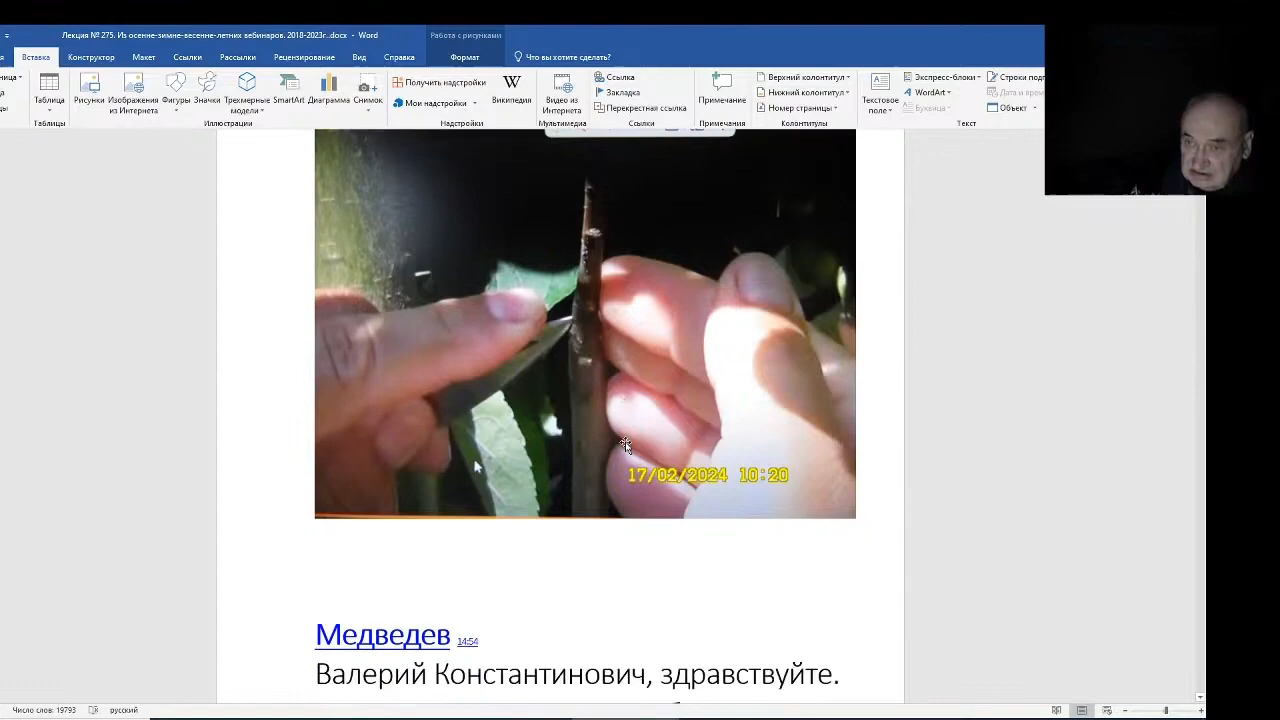 Лекция № 275. Из осенне-зимне-весенне-летних вебинаров. 2018-2023г..docx - Word
Работа с рисунками
Вставка Конструктор Макет Ссылки Рассылки Рецензирование Вид Справка Формат Что вы хотите сделать?
Таблица
Таблицы
Рисунки
Изображения из Интернета
Фигуры
Значки
Трехмерные модели
SmartArt
Диаграмма
Снимок
Иллюстрации
Получить надстройки
Мои надстройки
Википедия
Надстройки
Видео из Интернета
Мультимедиа
Ссылка
Закладка
Перекрестная ссылка
Ссылки
Примечание
Примечания
Верхний колонтитул
Нижний колонтитул
Номер страницы
Колонтитулы
Текстовое поле
Экспресс-блоки
WordArt
Буквица
Строки под
Дата и врем
Объект
Текст
17/02/2024 10:20
Медведев 14:54
Валерий Константинович, здравствуйте.
Число слов: 19793 русский